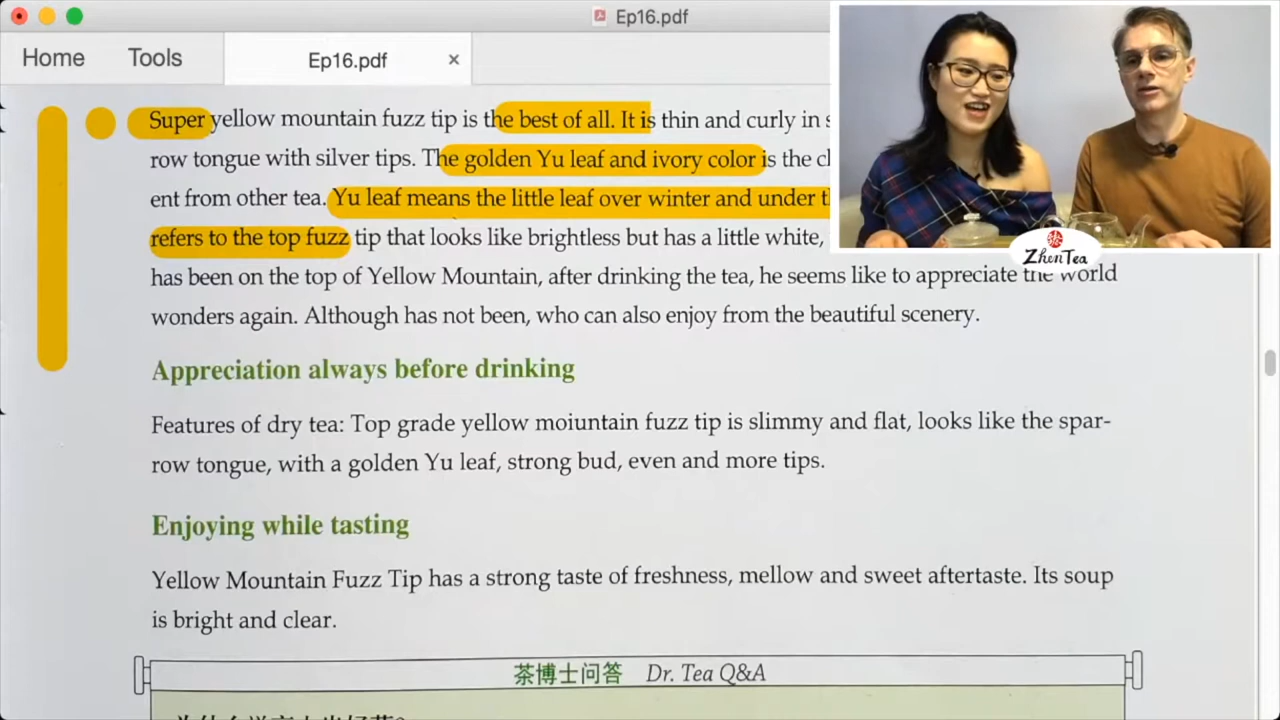 Ep16.pdf
Home
Tools
Ep16.pdf
×
Super yellow mountain fuzz tip is the best of all. It is thin and curly in
row tongue with silver tips. The golden Yu leaf and ivory color is the
ent from other tea. Yu leaf means the little leaf over winter and under
refers to the top fuzz tip that looks like brightless but has a little white,
has been on the top of Yellow Mountain, after drinking the tea, he seems like to appreciate the world
wonders again. Although has not been, who can also enjoy from the beautiful scenery.
Appreciation always before drinking
Features of dry tea: Top grade yellow moiuntain fuzz tip is slimmy and flat, looks like the spar-
row tongue, with a golden Yu leaf, strong bud, even and more tips.
Enjoying while tasting
Yellow Mountain Fuzz Tip has a strong taste of freshness, mellow and sweet aftertaste. Its soup
is bright and clear.
茶博士问答 Dr. Tea Q&A
ZhenTea